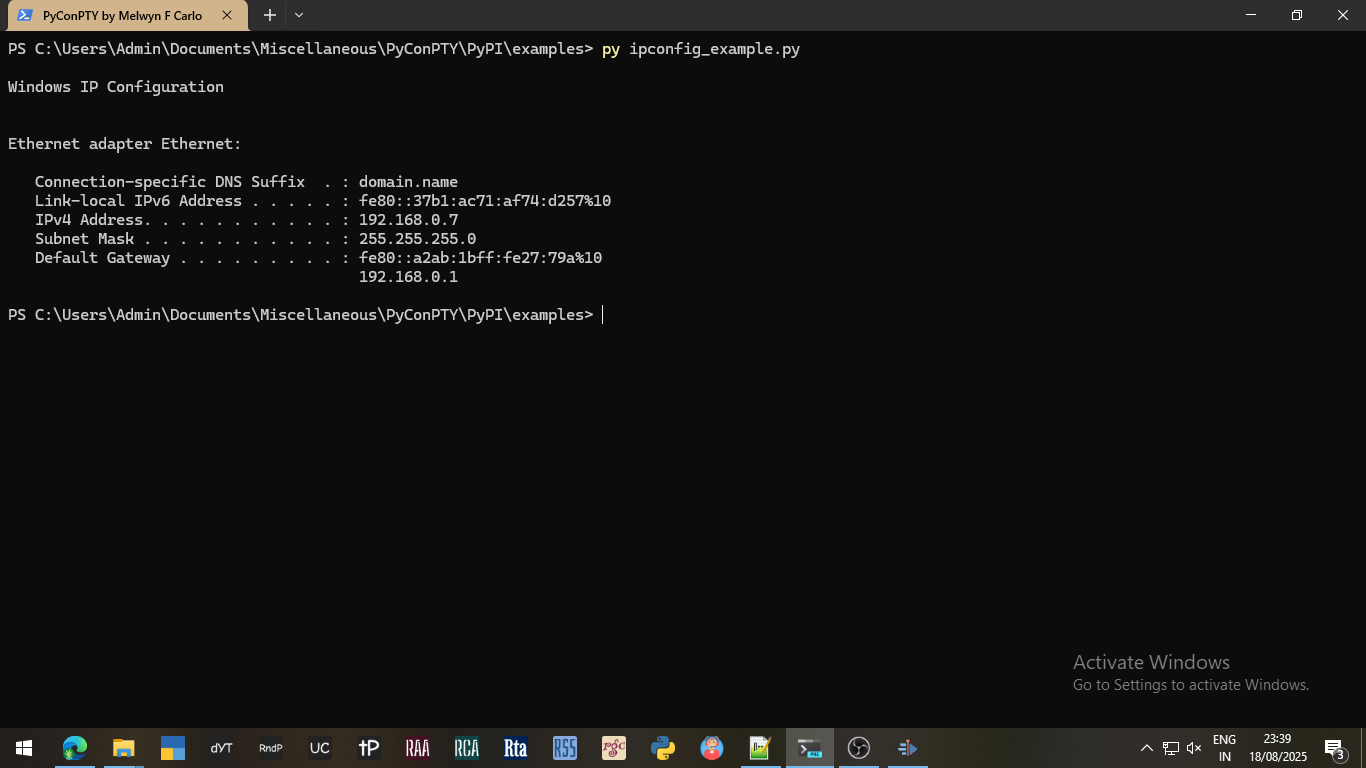 PyConPTY by Melwyn F Carlo
PS C:\Users\Admin\Documents\Miscellaneous\PyConPTY\PyPI\examples> py ipconfig_example.py
Windows IP Configuration
Ethernet adapter Ethernet:
Connection-specific DNS Suffix  . : domain.name
Link-local IPv6 Address . . . . . : fe80::37b1:ac71:af74:d257%10
IPv4 Address. . . . . . . . . . . : 192.168.0.7
Subnet Mask . . . . . . . . . . . : 255.255.255.0
Default Gateway . . . . . . . . . : fe80::a2ab:1bff:fe27:79a%10
192.168.0.1
PS C:\Users\Admin\Documents\Miscellaneous\PyConPTY\PyPI\examples>
Activate Windows
Go to Settings to activate Windows.
dYT RndP UC tP RAA RCA Rta RSS rgc PRE
ENG 23:39
IN 18/08/2025 3